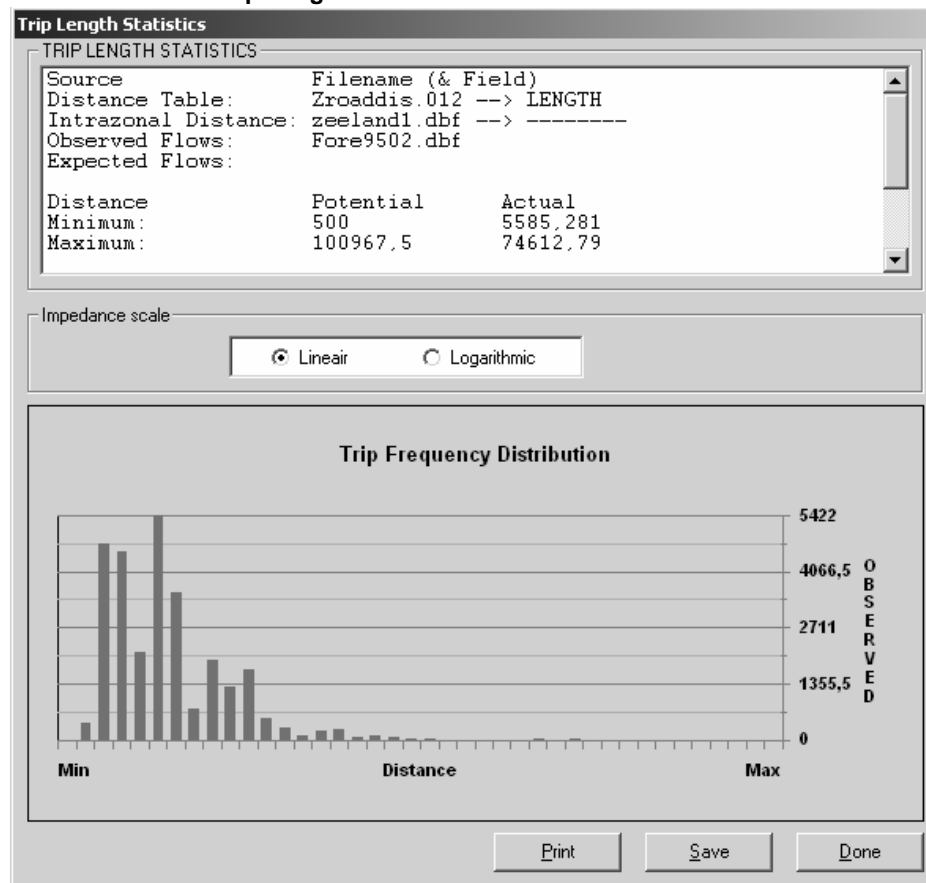 Trip Length Statistics
TRIP LENGTH STATISTICS
Source Filename (& Field)
Distance Table: Zroaddis.012 --> LENGTH
Intrazonal Distance: zeeland1.dbf --> --------
Observed Flows: Fore9502.dbf
Expected Flows:
Distance Potential Actual
Minimum: 500 5585,281
Maximum: 100967,5 74612,79
Impedance scale
Lineair Logarithmic
Trip Frequency Distribution
5422
4066,5
2711
1355,5
0
OBSERVED
Min Distance Max
Print Save Done